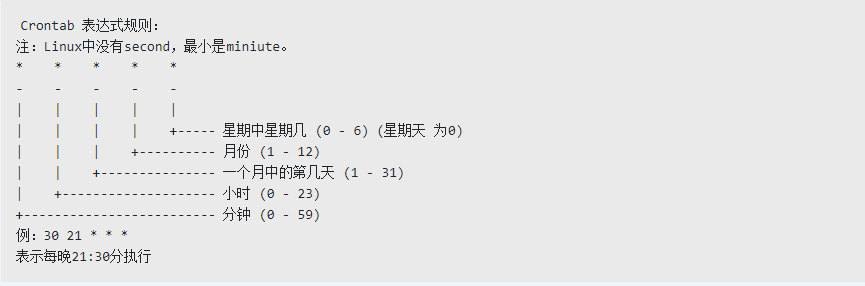 Crontab 表达式规则：
注：Linux中没有second，最小是miniute。
*    *    *    *    *
-    -    -    -    -
|    |    |    |    |
|    |    |    |    +----- 星期中星期几 (0 - 6) (星期天 为0)
|    |    |    +---------- 月份 (1 - 12)
|    |    +--------------- 一个月中的第几天 (1 - 31)
|    +-------------------- 小时 (0 - 23)
+------------------------- 分钟 (0 - 59)
例：30 21 * * *
表示每晚21:30分执行